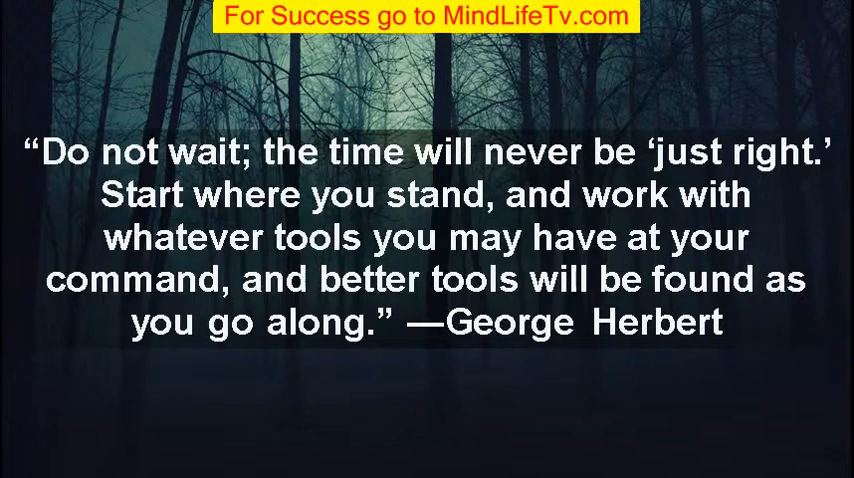 For Success go to MindLifeTv.com
“Do not wait; the time will never be ‘just right.’
Start where you stand, and work with
whatever tools you may have at your
command, and better tools will be found as
you go along.” —George Herbert